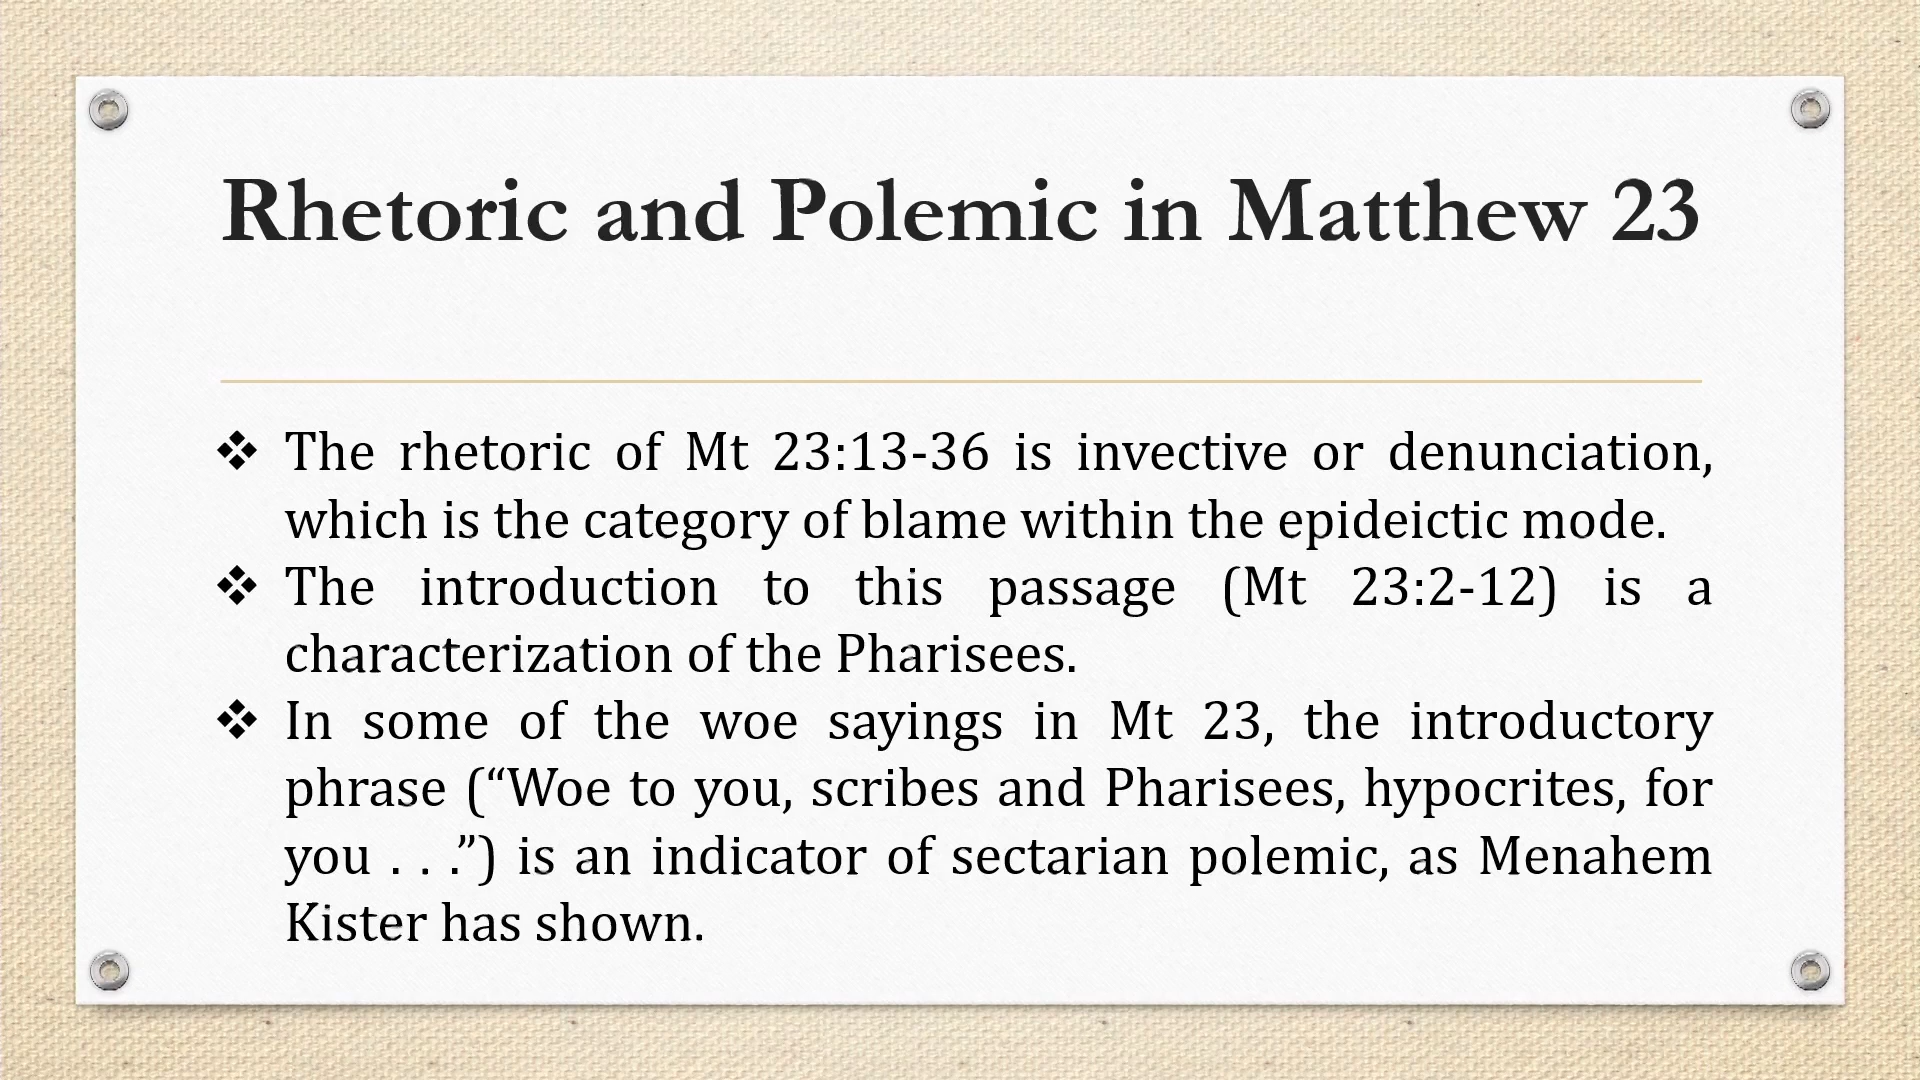 Rhetoric and Polemic in Matthew 23
❖ The rhetoric of Mt 23:13-36 is invective or denunciation,
which is the category of blame within the epideictic mode.
❖ The introduction to this passage (Mt 23:2-12) is a
characterization of the Pharisees.
❖ In some of the woe sayings in Mt 23, the introductory
phrase (“Woe to you, scribes and Pharisees, hypocrites, for
you . . .”) is an indicator of sectarian polemic, as Menahem
Kister has shown.